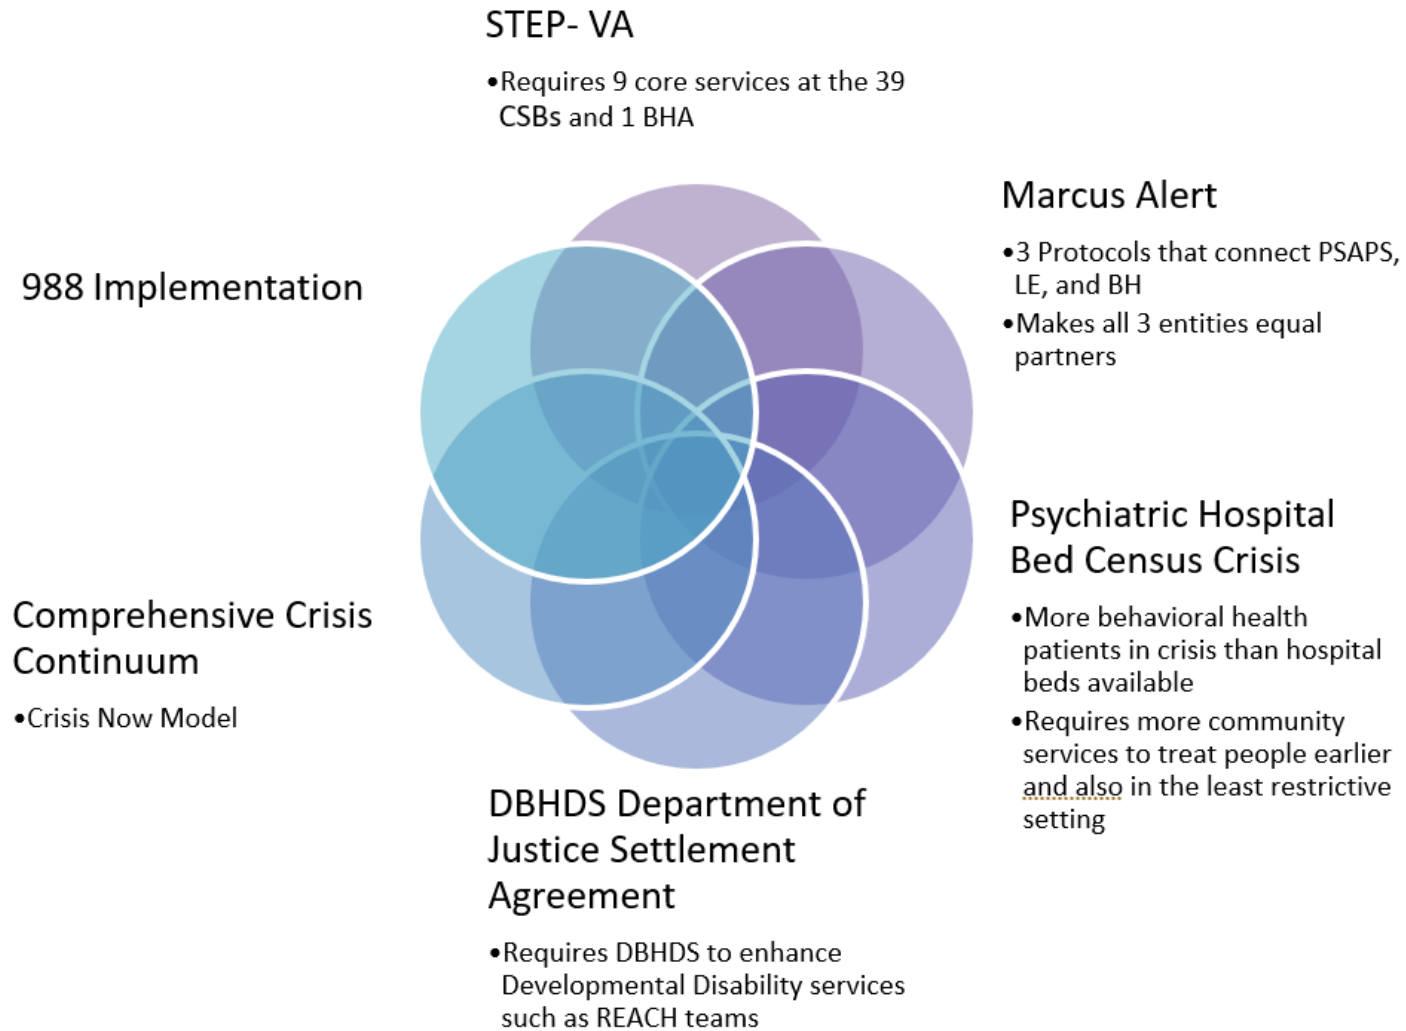 STEP- VA
•Requires 9 core services at the 39
CSBs and 1 BHA
Marcus Alert
•3 Protocols that connect PSAPS,
LE, and BH
•Makes all 3 entities equal
partners
Psychiatric Hospital
Bed Census Crisis
•More behavioral health
patients in crisis than hospital
beds available
•Requires more community
services to treat people earlier
and also in the least restrictive
setting
DBHDS Department of
Justice Settlement
Agreement
•Requires DBHDS to enhance
Developmental Disability services
such as REACH teams
Comprehensive Crisis
Continuum
•Crisis Now Model
988 Implementation